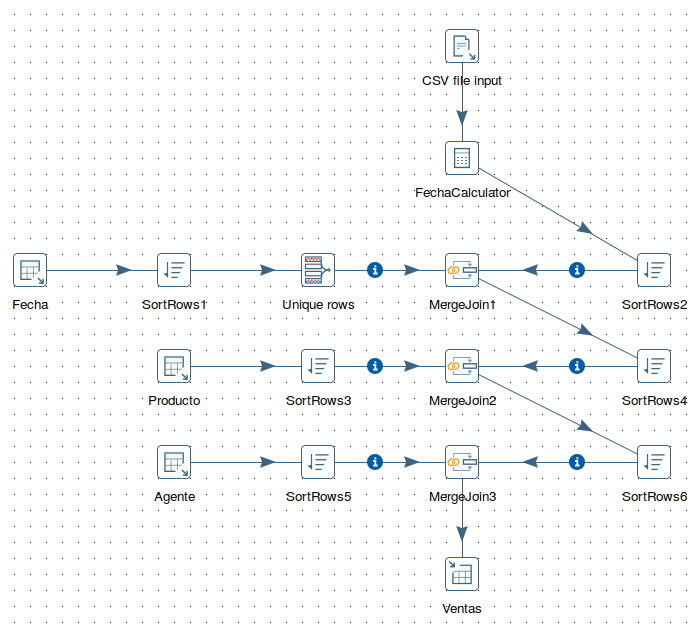 CSV file input
FechaCalculator
Fecha
SortRows1
Unique rows
MergeJoin1
SortRows2
Producto
SortRows3
MergeJoin2
SortRows4
Agente
SortRows5
MergeJoin3
SortRows6
Ventas